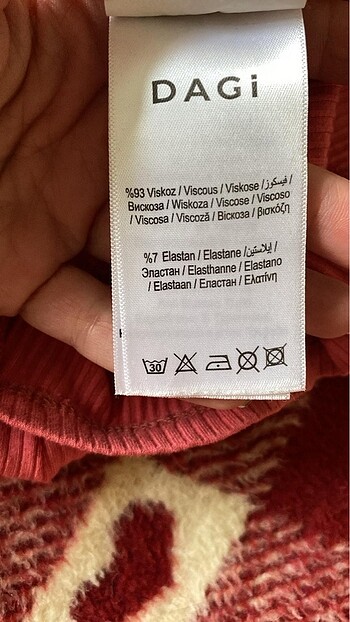 DAGi
%93 Viskoz / Viscous / Viskose / فيسكوز /
Вискоза / Wiskoza / Viscose / Viscoso
/ Viscosa / Viscoză / Віскоза / βισκόζη
%7 Elastan / Elastane / إيلاستين /
Эластан / Elasthanne / Elastano
/ Elastaan / Еластан / Ελατίνη
30